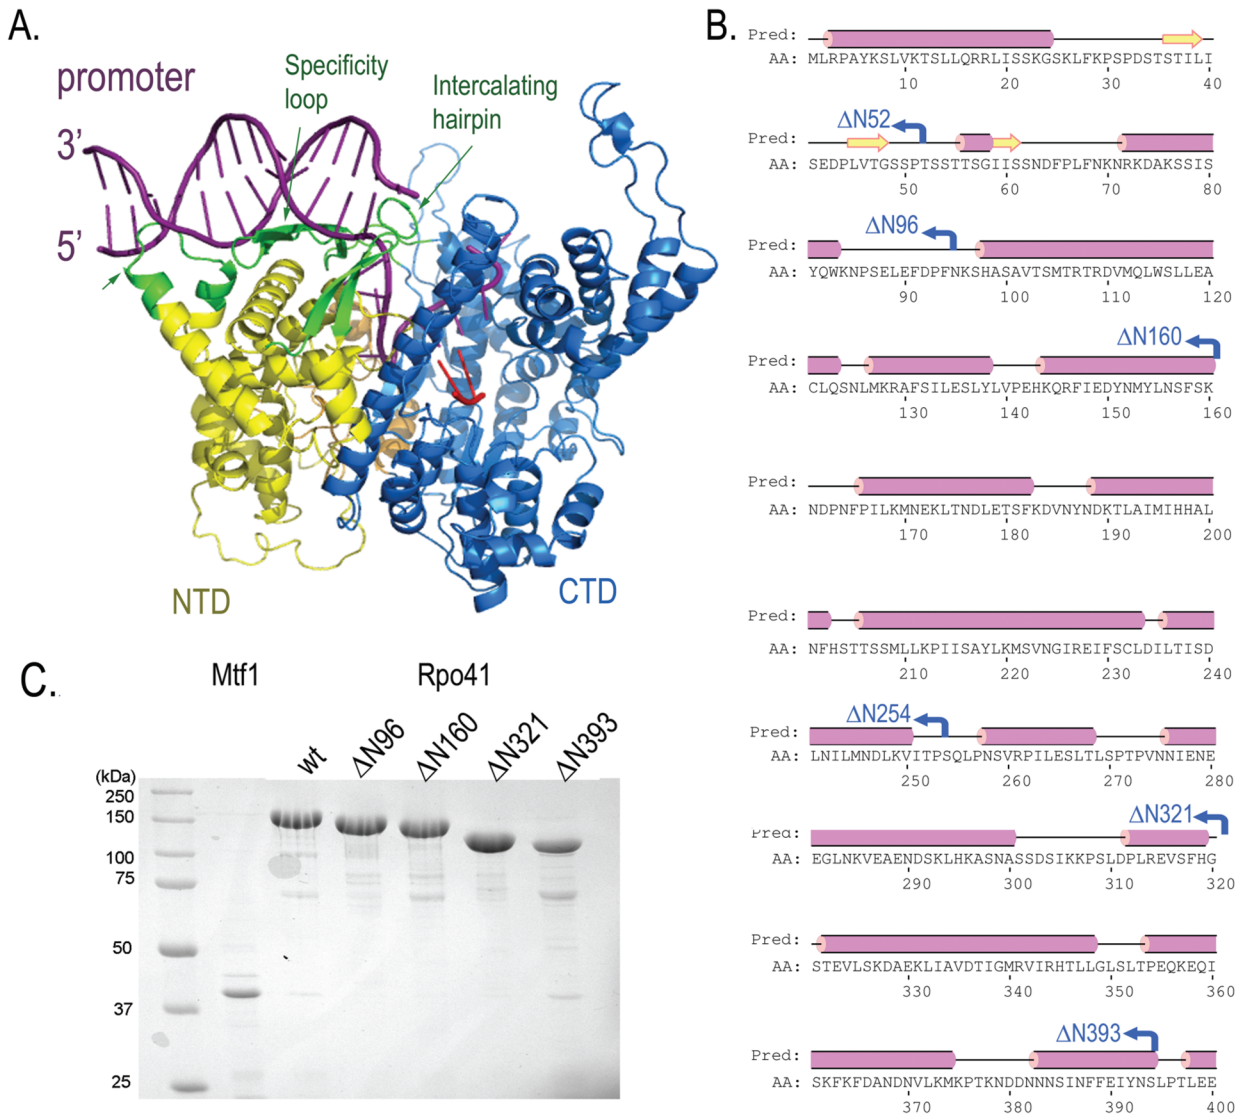 A.
promoter
Specificity
loop
Intercalating
hairpin
3’
5’
NTD
CTD
B.
Pred:
AA: MLRPAYKSLVKTSLLQRRLISSKGSKLFKPSPDSTSTILI
10 20 30 40
ΔN52
Pred:
AA: SEDPLVTGSSPTSSTTSGIISSNDFPLFNKNRKDAKSSIS
50 60 70 80
ΔN96
Pred:
AA: YQWKNPSELEFDPFNKSHASAVTSMTRTRDVMQLWSLLEA
90 100 110 120
ΔN160
Pred:
AA: CLQSNLMKRAFSILESLYLVPEHKQRFIEDYNMYLNSFSK
130 140 150 160
Pred:
AA: NDPNFPILKMNEKLTNDLETSFKDVNYNDKTLAIMIHHAL
170 180 190 200
Pred:
AA: NFHSTTSSMLLKPIISAYLKMSVNGIREIFSCLDILTISD
210 220 230 240
ΔN254
Pred:
AA: LNILMNDLKVITPSQLPNSVRPILESLTLSPTPVNNIENE
250 260 270 280
ΔN321
Pred:
AA: EGLNKVEAENDSKLHKASNASSDSIKKPSLDPLREVSFHG
290 300 310 320
Pred:
AA: STEVLSKDAEKLIAVDTIGMRVIRHTLLGLSLTPEQKEQI
330 340 350 360
ΔN393
Pred:
AA: SKFKFDANDNVLKMKPTKNDDNNNSINFFEIYNSLPTLEE
370 380 390 400
C.
Mtf1 Rpo41
wt ΔN96 ΔN160 ΔN321 ΔN393
(kDa)
250
150
100
75
50
37
25